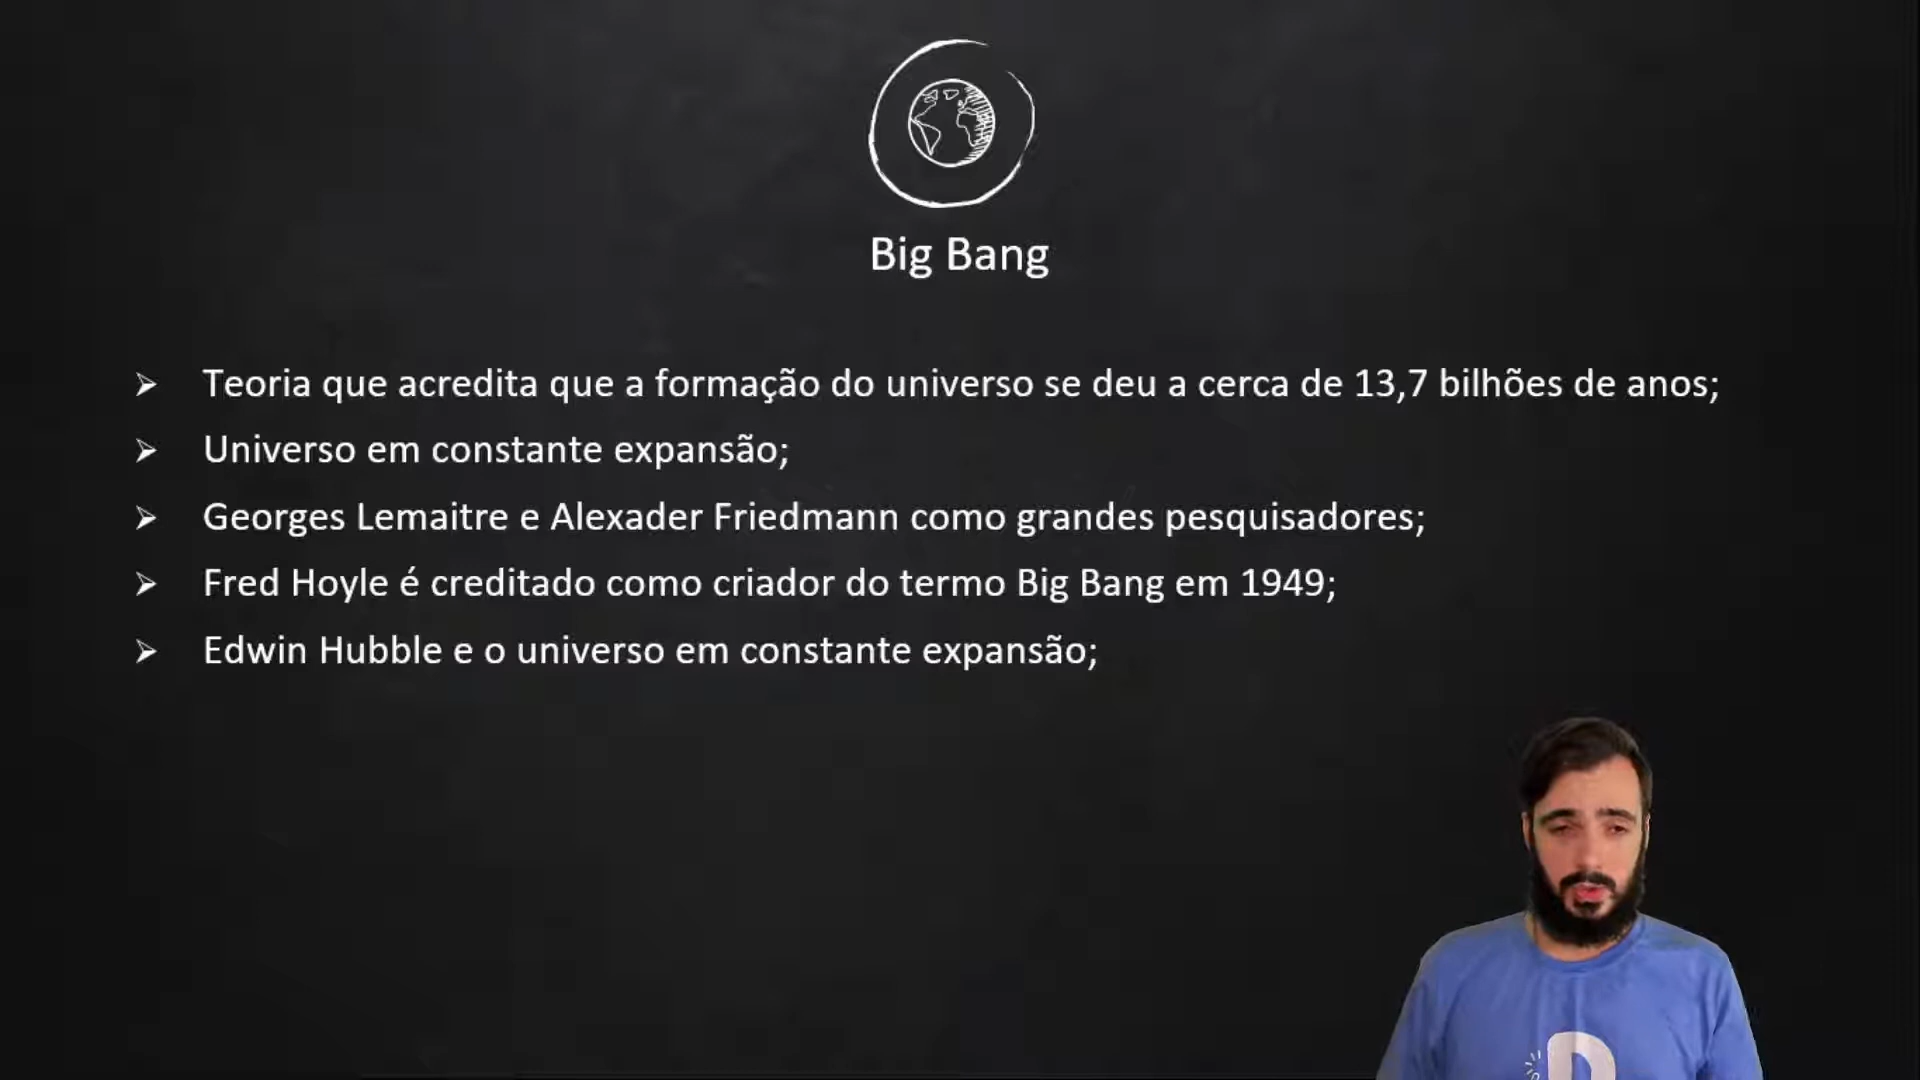 Big Bang
Teoria que acredita que a formação do universo se deu a cerca de 13,7 bilhões de anos;
Universo em constante expansão;
Georges Lemaitre e Alexader Friedmann como grandes pesquisadores;
Fred Hoyle é creditado como criador do termo Big Bang em 1949;
Edwin Hubble e o universo em constante expansão;